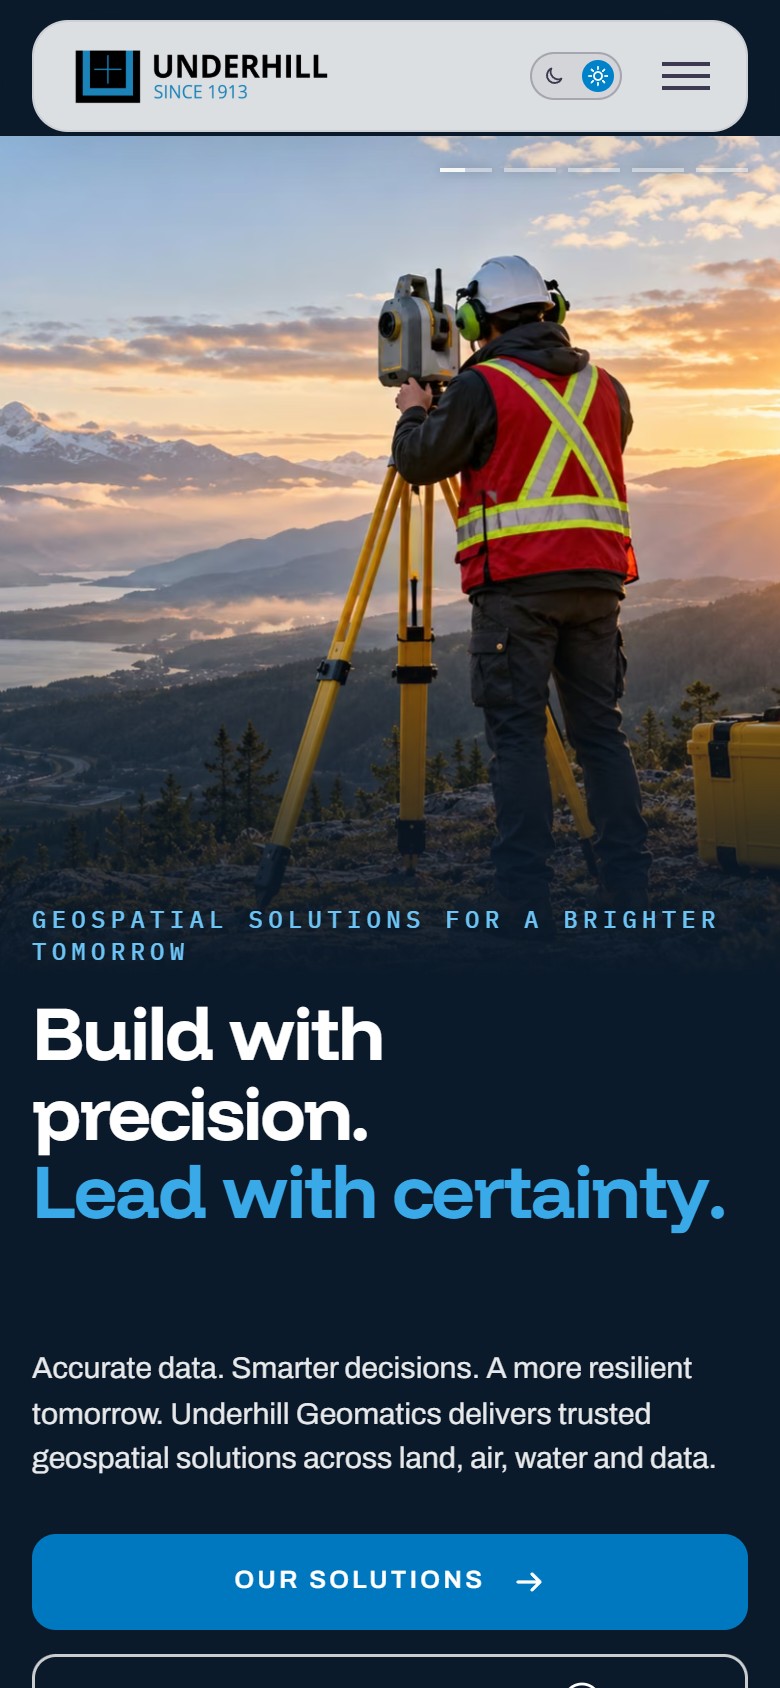 UNDERHILL
SINCE 1913
GEOSPATIAL SOLUTIONS FOR A BRIGHTER
TOMORROW
Build with
precision.
Lead with certainty.
Accurate data. Smarter decisions. A more resilient
tomorrow. Underhill Geomatics delivers trusted
geospatial solutions across land, air, water and data.
OUR SOLUTIONS